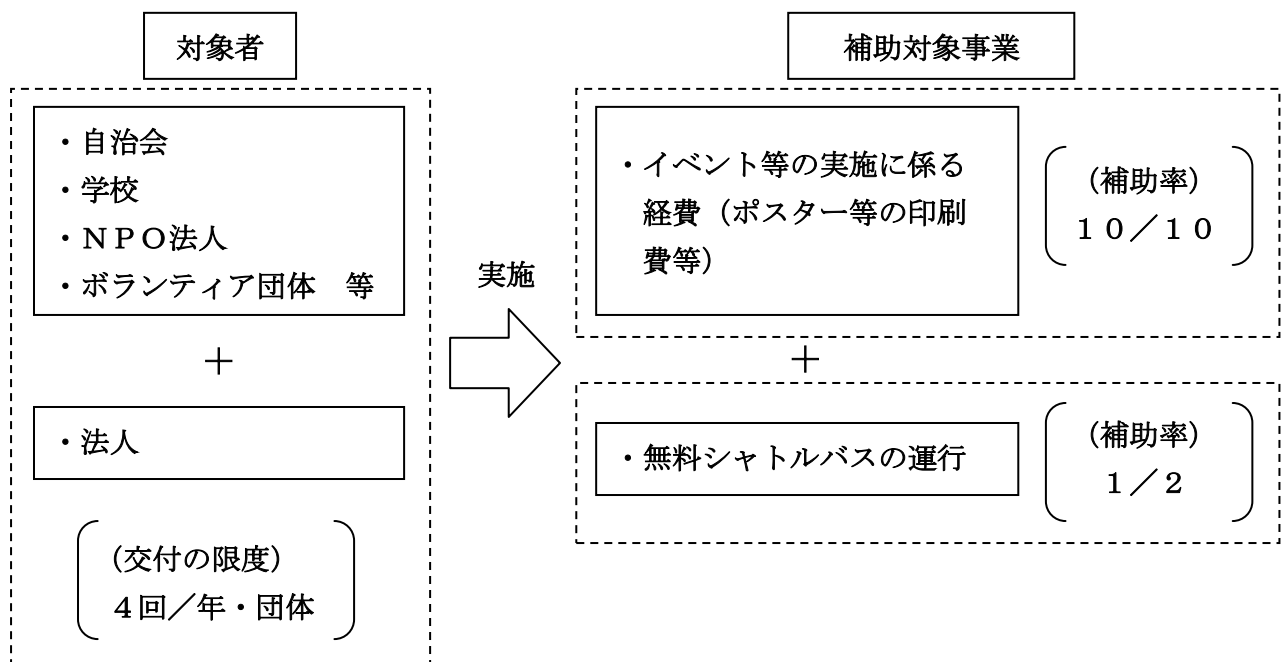 対象者
・自治会
・学校
・ＮＰＯ法人
・ボランティア団体　等
＋
・法人
（交付の限度）
４回／年・団体
実施
補助対象事業
・イベント等の実施に係る
経費（ポスター等の印刷
費等）
（補助率）
１０／１０
＋
・無料シャトルバスの運行
（補助率）
１／２